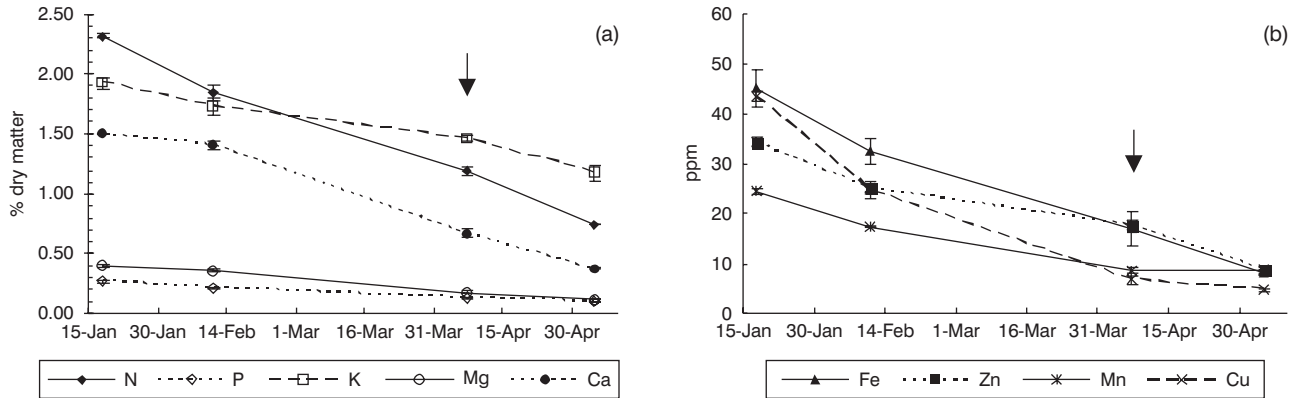 (a)
% dry matter
2.50
2.00
1.50
1.00
0.50
0.00
15-Jan 30-Jan 14-Feb 1-Mar 16-Mar 31-Mar 15-Apr 30-Apr
N P K Mg Ca
(b)
ppm
60
50
40
30
20
10
0
15-Jan 30-Jan 14-Feb 1-Mar 16-Mar 31-Mar 15-Apr 30-Apr
Fe Zn Mn Cu